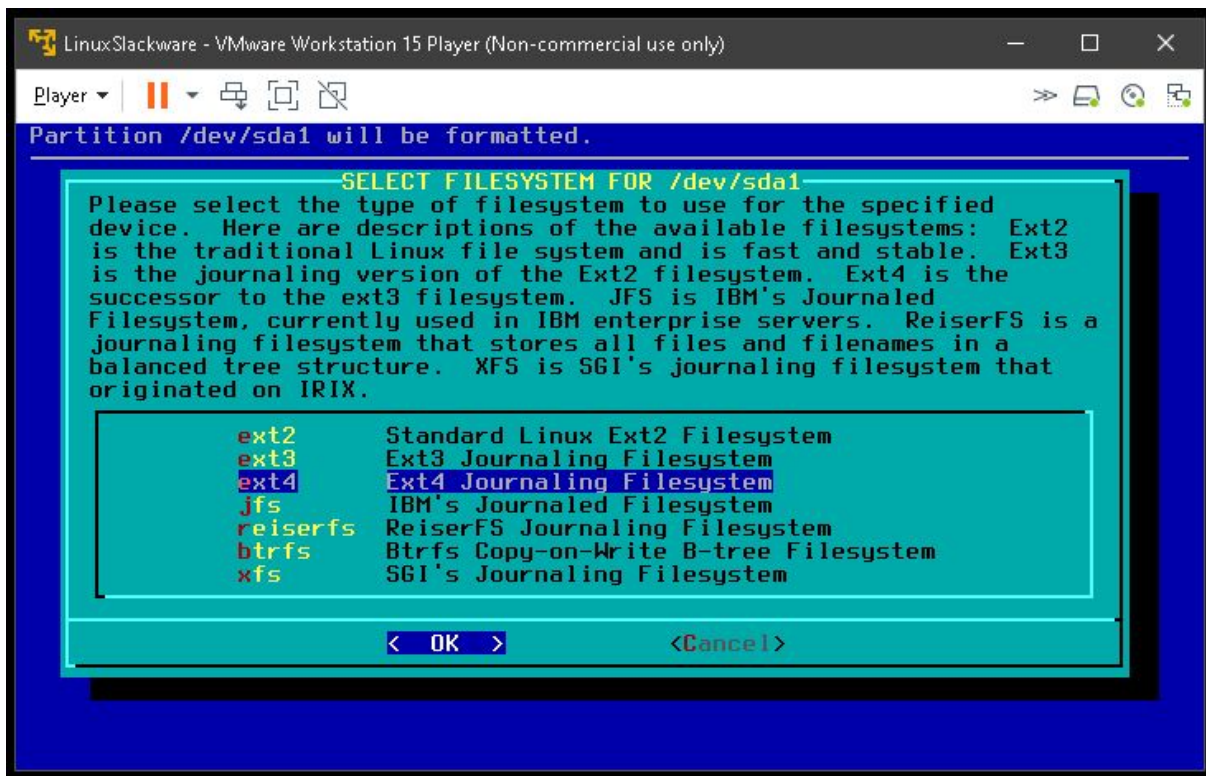 LinuxSlackware - VMware Workstation 15 Player (Non-commercial use only)
Player
Partition /dev/sda1 will be formatted.
SELECT FILESYSTEM FOR /dev/sda1
Please select the type of filesystem to use for the specified
device.  Here are descriptions of the available filesystems:  Ext2
is the traditional Linux file system and is fast and stable.  Ext3
is the journaling version of the Ext2 filesystem.  Ext4 is the
successor to the ext3 filesystem.  JFS is IBM's Journaled
Filesystem, currently used in IBM enterprise servers.  ReiserFS is a
journaling filesystem that stores all files and filenames in a
balanced tree structure.  XFS is SGI's journaling filesystem that
originated on IRIX.
ext2 Standard Linux Ext2 Filesystem
ext3 Ext3 Journaling Filesystem
ext4 Ext4 Journaling Filesystem
jfs IBM's Journaled Filesystem
reiserfs ReiserFS Journaling Filesystem
btrfs Btrfs Copy-on-Write B-tree Filesystem
xfs SGI's Journaling Filesystem
< OK > <Cancel>